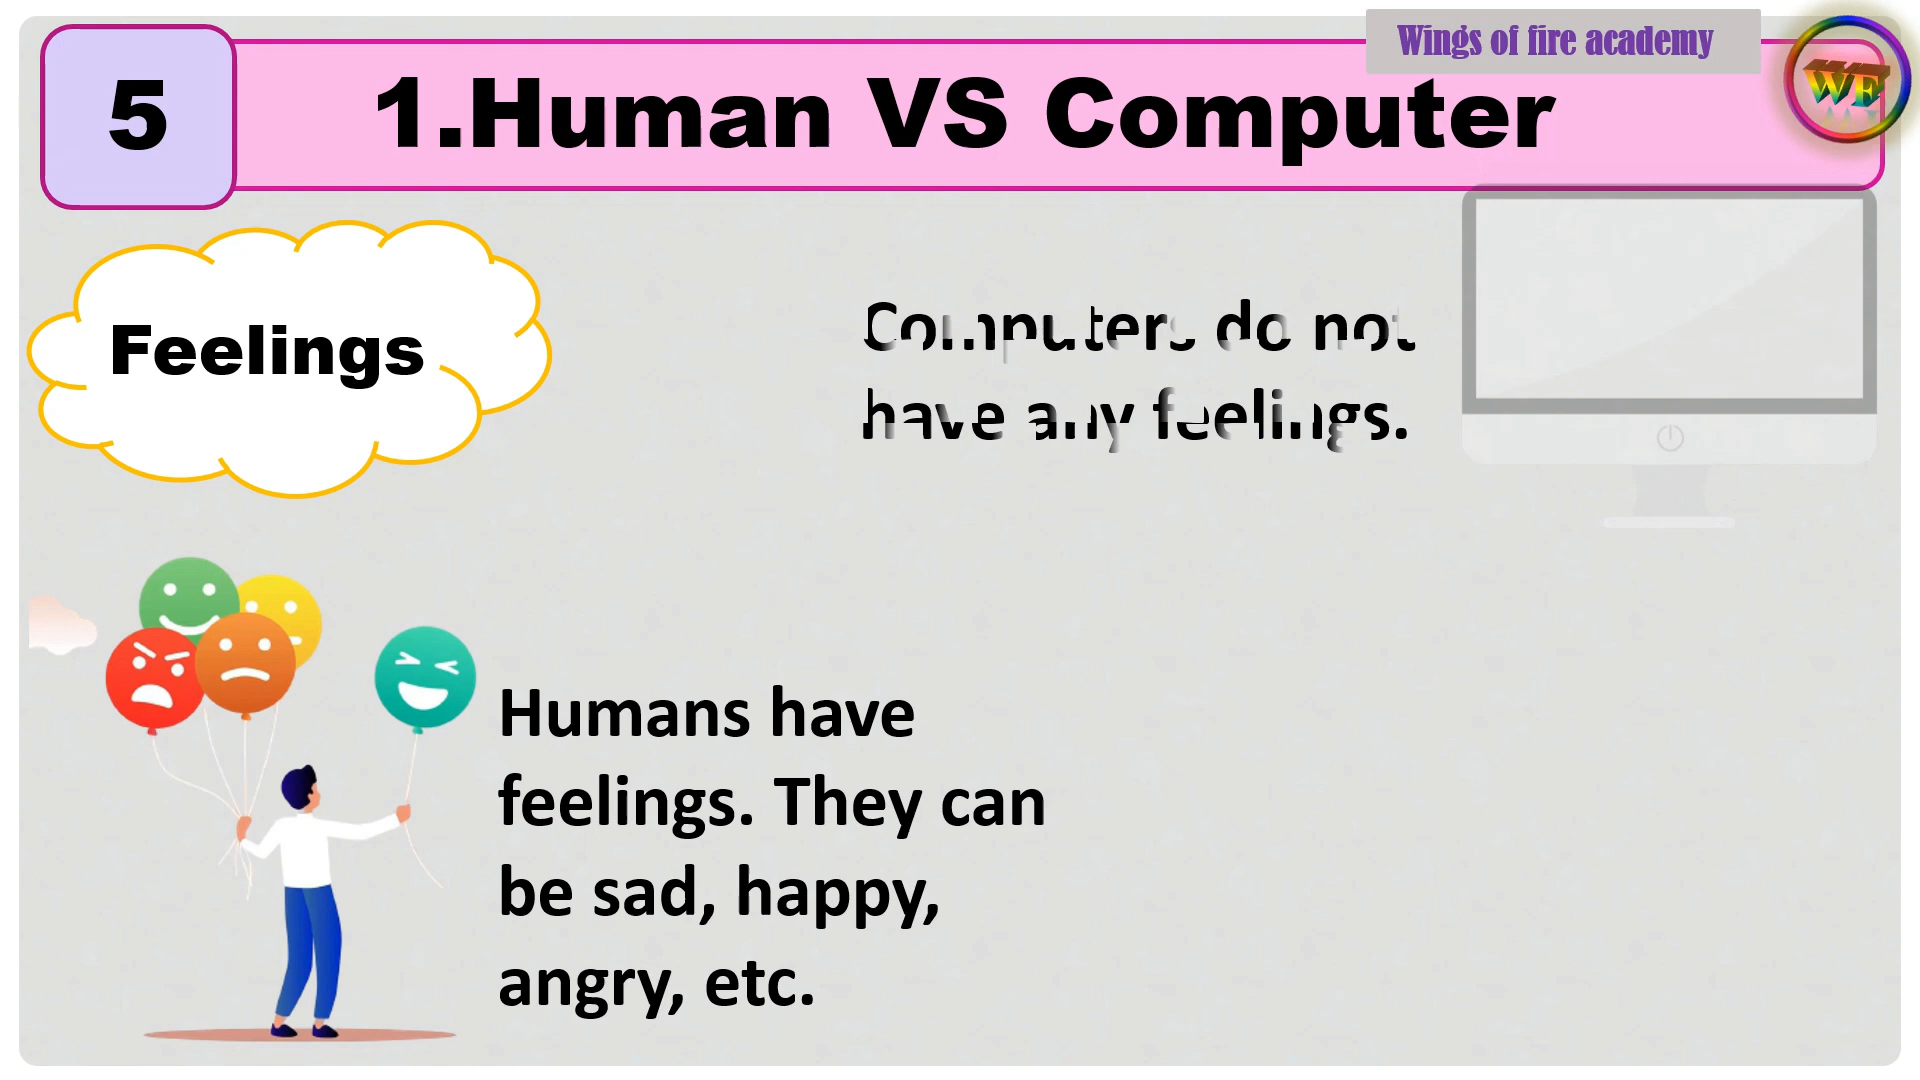 Wings of fire academy
WF
5
1.Human VS Computer
Feelings
Computers do not
have any feelings.
Humans have
feelings. They can
be sad, happy,
angry, etc.